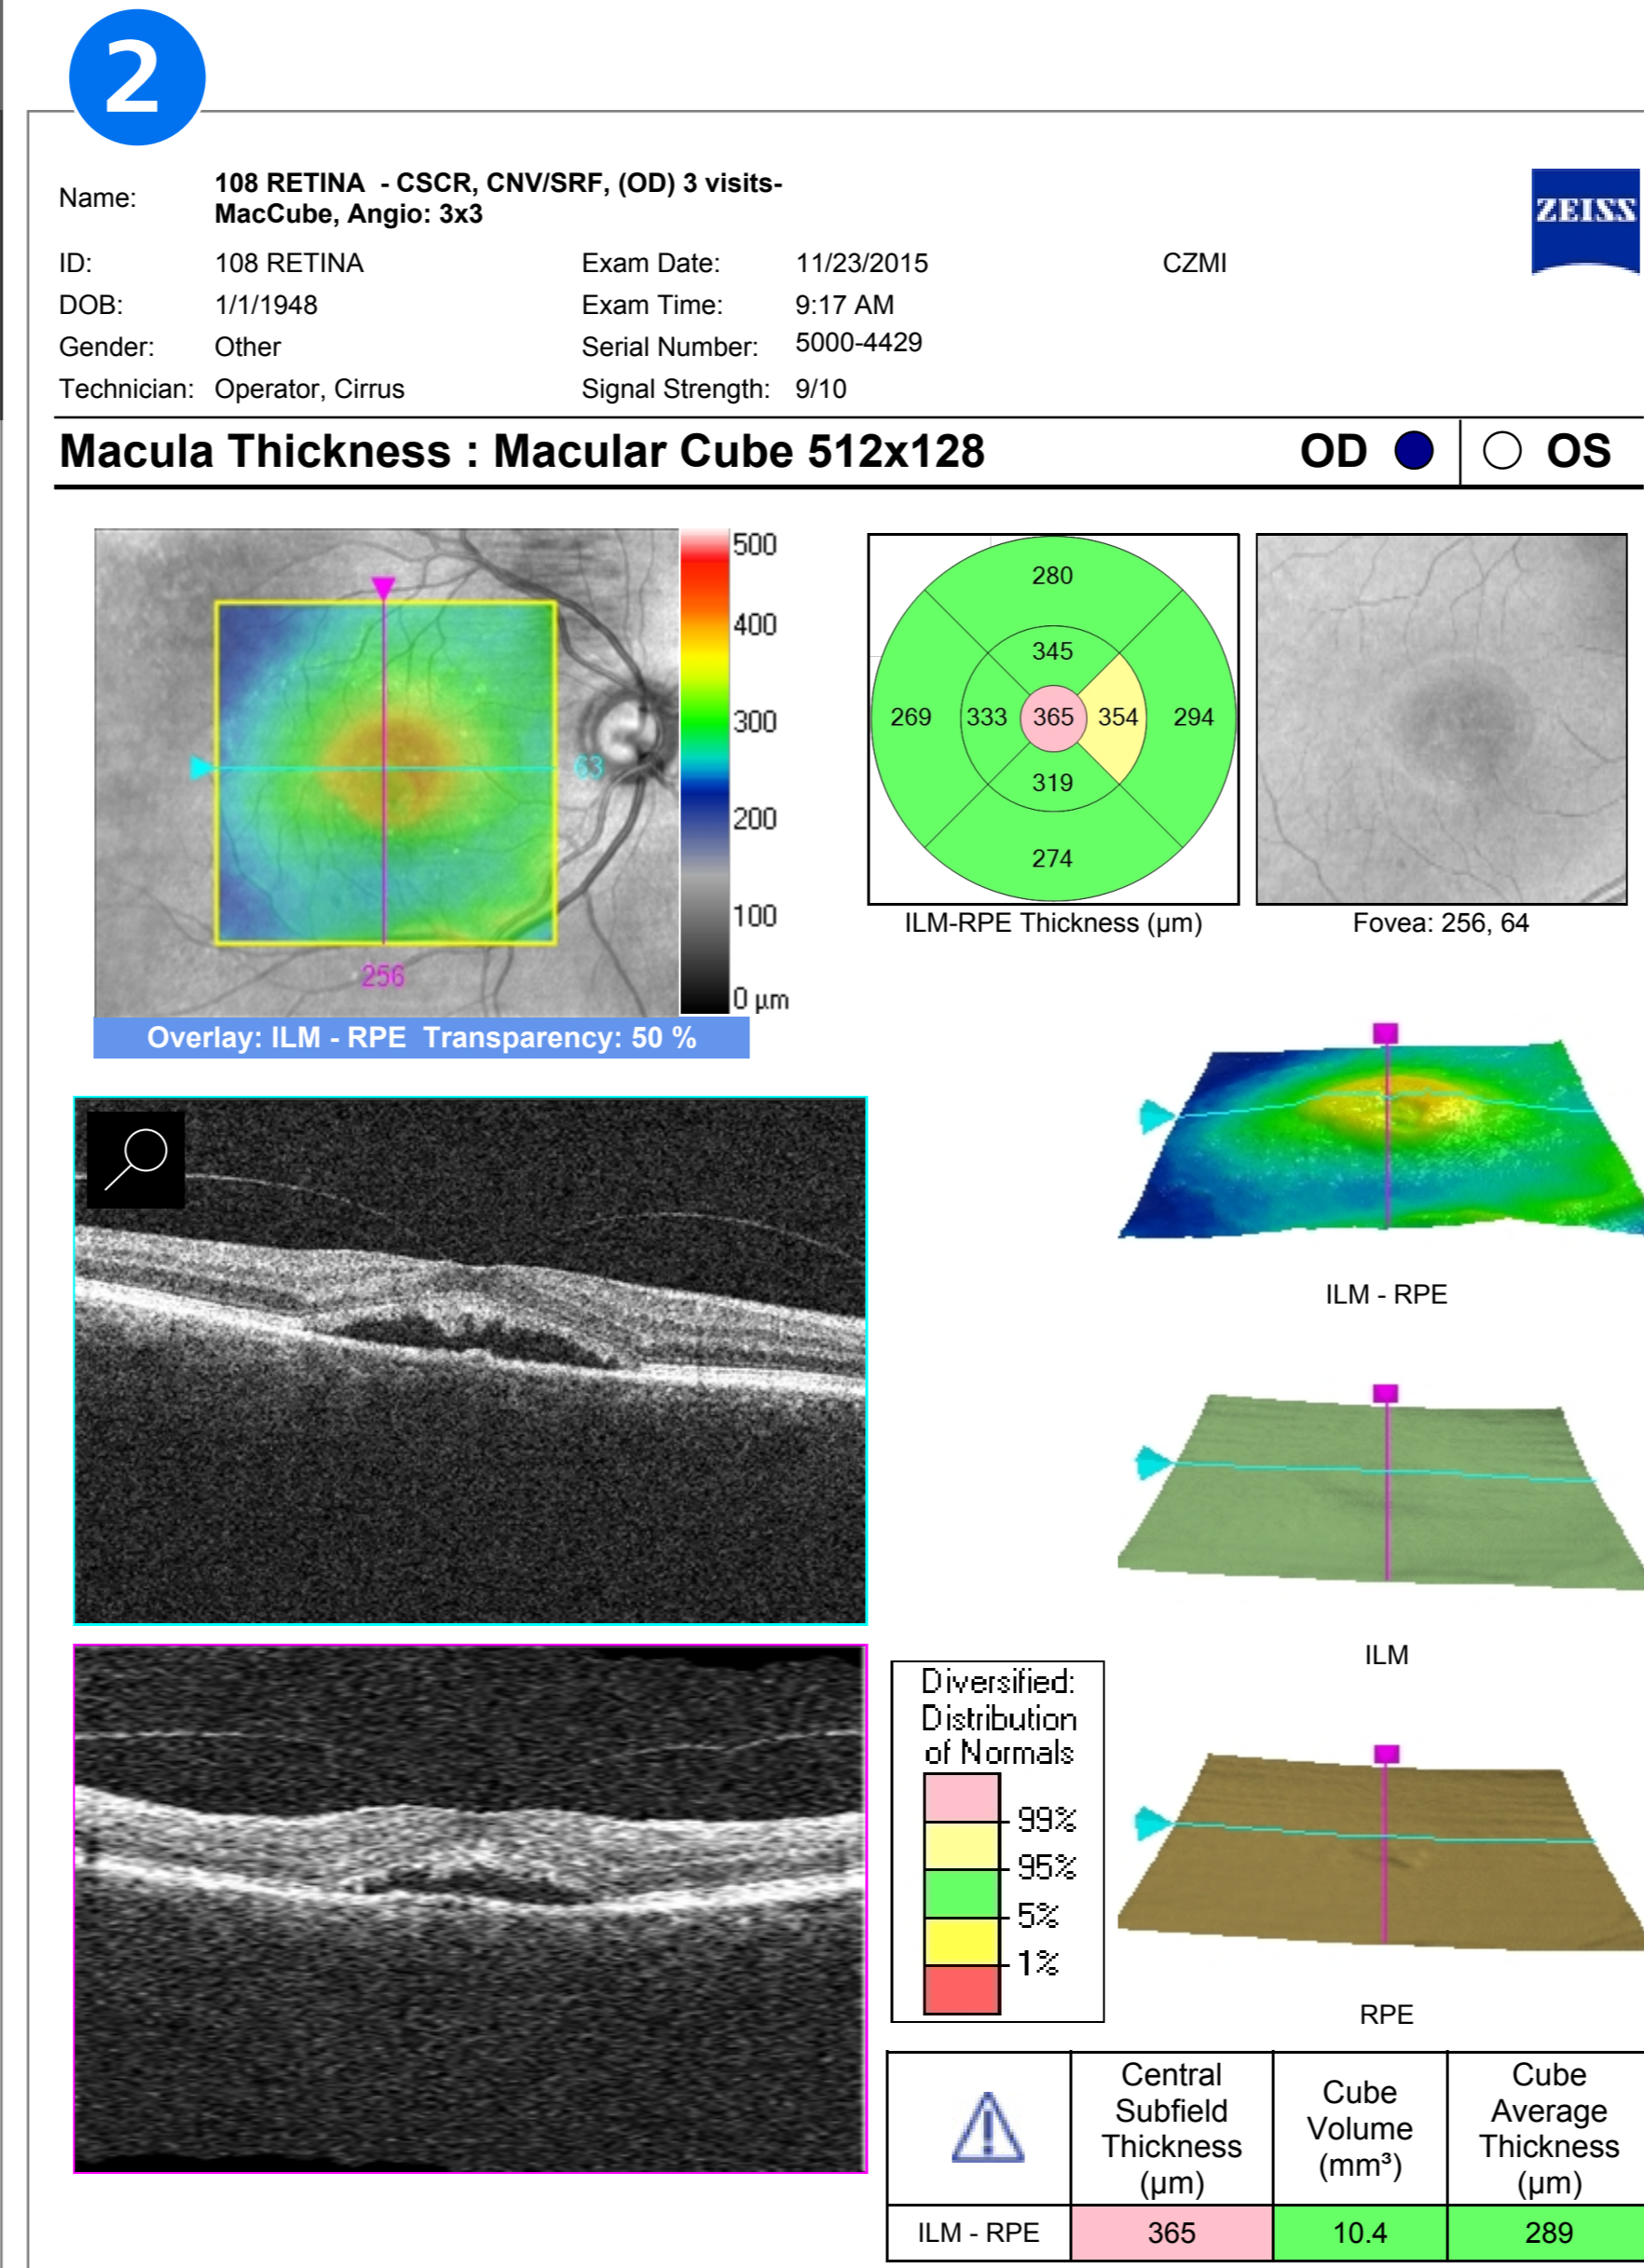 2
Name:
108 RETINA - CSCR, CNV/SRF, (OD) 3 visits-
MacCube, Angio: 3x3
ZEISS
ID: 108 RETINA Exam Date: 11/23/2015 CZMI
DOB: 1/1/1948 Exam Time: 9:17 AM
Gender: Other Serial Number: 5000-4429
Technician: Operator, Cirrus Signal Strength: 9/10
Macula Thickness : Macular Cube 512x128 OD OS
500
400
300
200
100
0 µm
63
256
Overlay: ILM - RPE Transparency: 50 %
280
345
269 333 365 354 294
319
274
ILM-RPE Thickness (µm)
Fovea: 256, 64
ILM - RPE
ILM
RPE
Diversified:
Distribution
of Normals
99%
95%
5%
1%
Central
Subfield
Thickness
(µm)
Cube
Volume
(mm³)
Cube
Average
Thickness
(µm)
ILM - RPE 365 10.4 289